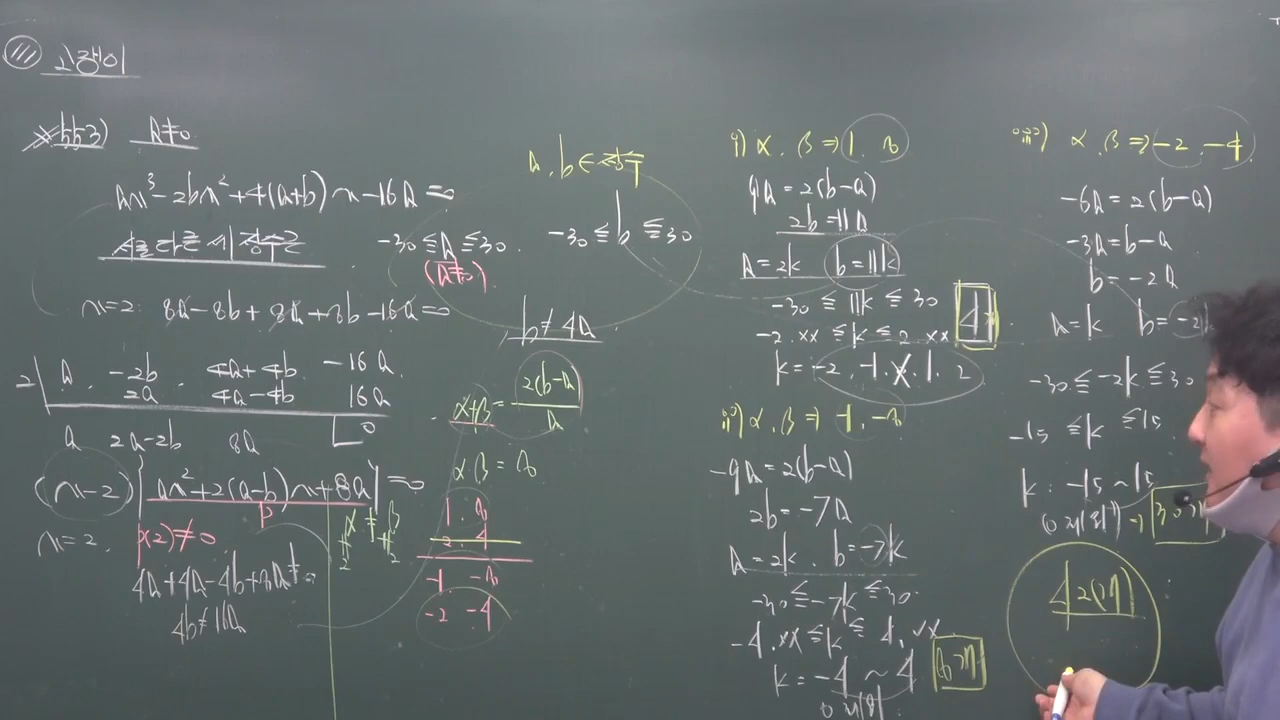 고쟁이
553) a≠0
ax³-2bx²+4(a+b)x-16a=0
서로 다른 세 정수근
x=2: 8a-8b+8a+8b-16a=0
2| a -2b 4a+4b -16a
2a 4a-4b 16a
a 2a-2b 8a 0
(x-2){ax²+2(a-b)x+8a}=0
x=2. p(2)≠0
4a+4a-4b+8a≠0
4b≠16a
α≠β
a, b ∈ 정수
-30≦a≦30. -30≦b≦30
(a≠0)
b≠4a
α+β=2(b-a)/a
αβ=8
1. 8
2. 4
-1 -8
-2 -4
i) α, β ⇒ 1, 8
9a=2(b-a)
2b=11a
a=2k b=11k
-30≦11k≦30
-2.xx≦k≦2.xx
k=-2, -1, 1, 2
4개
ii) α, β ⇒ -1, -8
-9a=2(b-a)
2b=-7a
a=2k. b=-7k
-30≦-7k≦30
-4.xx≦k≦4.xx
k=-4~4
0 제외
8개
iii) α, β ⇒ -2, -4
-6a=2(b-a)
-3a=b-a
b=-2a
a=k b=-2k
-30≦-2k≦30
-15≦k≦15
k: -15~15
0 제외 → 30개
42(개)